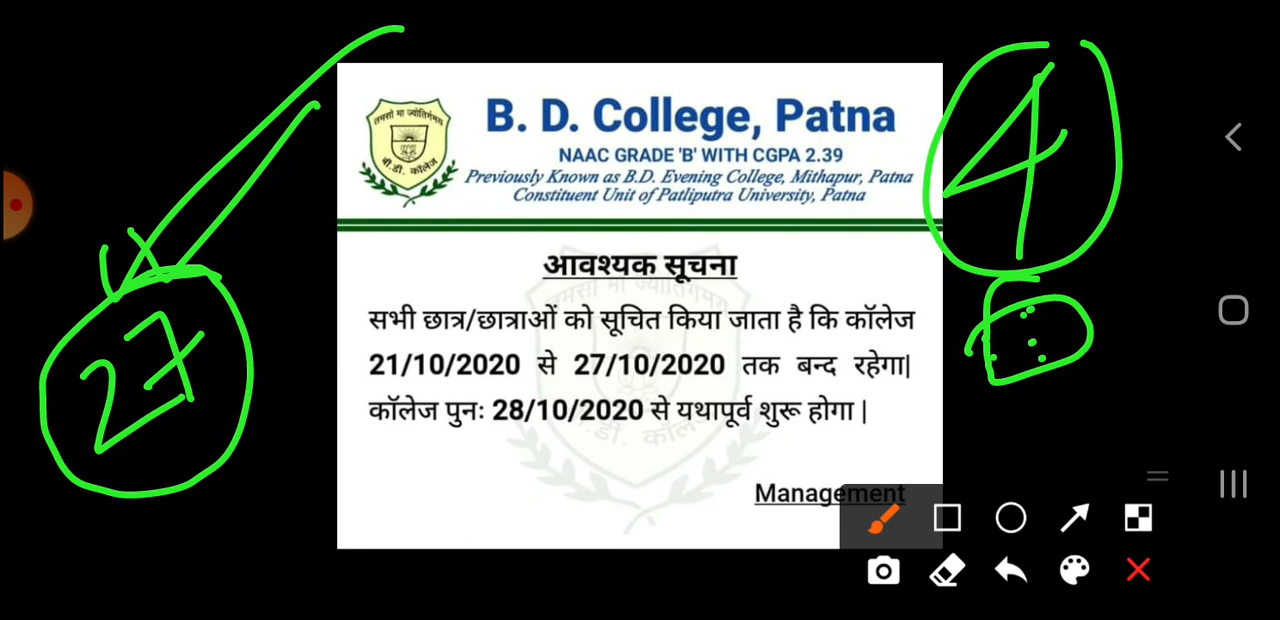 B. D. College, Patna
NAAC GRADE 'B' WITH CGPA 2.39
Previously Known as B.D. Evening College, Mithapur, Patna
Constituent Unit of Patliputra University, Patna
तमसो मा ज्योतिर्गमय
बी.डी. कॉलेज
आवश्यक सूचना
सभी छात्र/छात्राओं को सूचित किया जाता है कि कॉलेज
21/10/2020 से 27/10/2020 तक बन्द रहेगा|
कॉलेज पुनः 28/10/2020 से यथापूर्व शुरू होगा |
Management
27
4